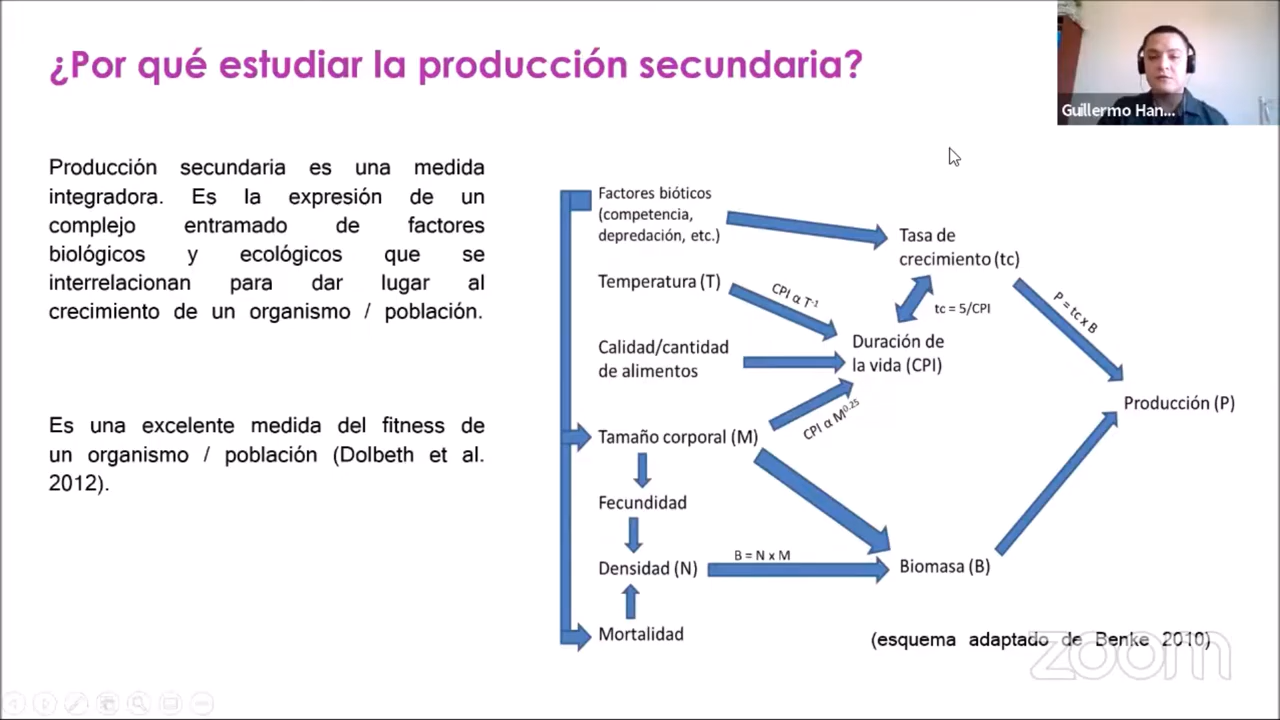 ¿Por qué estudiar la producción secundaria?
Guillermo Han...
Producción secundaria es una medida
integradora. Es la expresión de un
complejo entramado de factores
biológicos y ecológicos que se
interrelacionan para dar lugar al
crecimiento de un organismo / población.
Es una excelente medida del fitness de
un organismo / población (Dolbeth et al.
2012).
Factores bióticos
(competencia,
depredación, etc.)
Tasa de
crecimiento (tc)
Temperatura (T)
CPI α T⁻¹
tc = 5/CPI
P = tc x B
Calidad/cantidad
de alimentos
Duración de
la vida (CPI)
Producción (P)
CPI α M⁰·²⁵
Tamaño corporal (M)
Fecundidad
B = N x M
Densidad (N)
Biomasa (B)
Mortalidad
(esquema adaptado de Benke 2010)
zoom